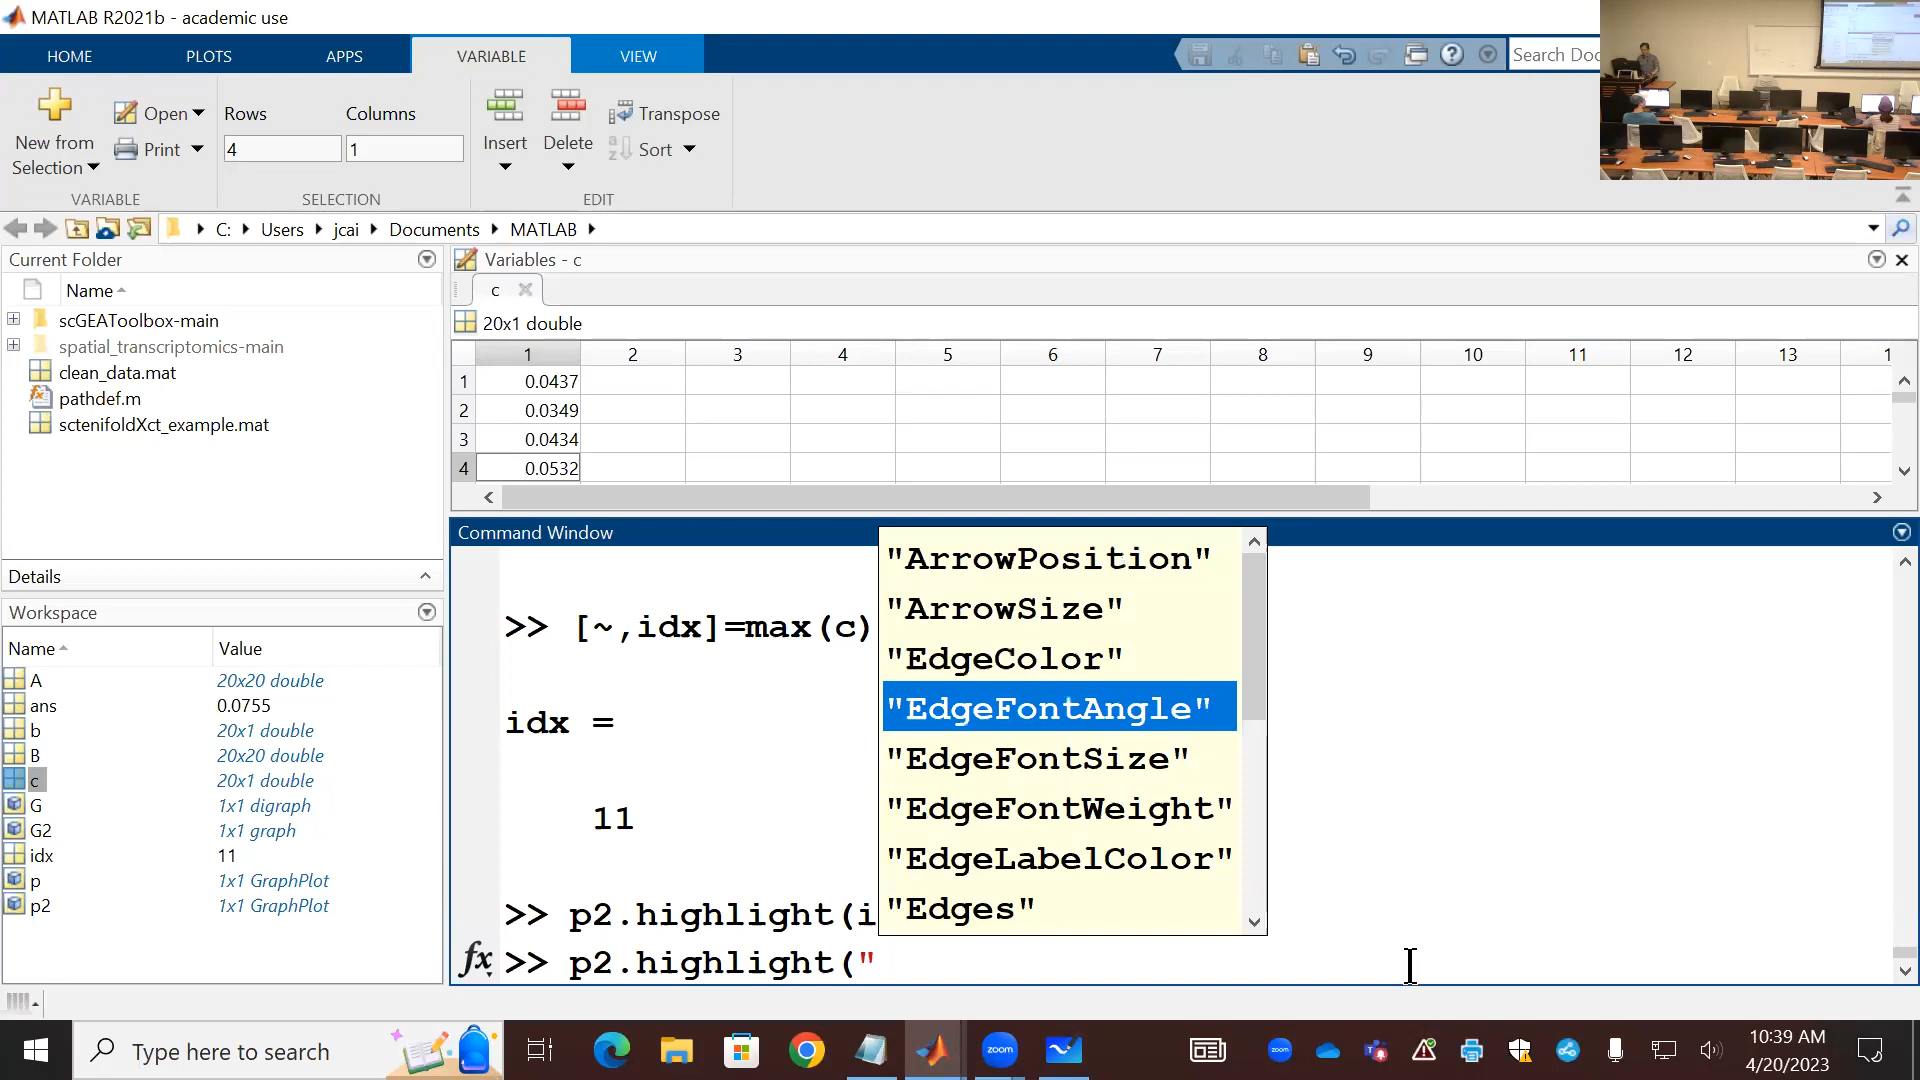 MATLAB R2021b - academic use
HOME PLOTS APPS VARIABLE VIEW Search Doc
New from Selection
Open
Print
Rows Columns
4 1
Insert Delete Transpose
Sort
VARIABLE SELECTION EDIT
C: Users jcai Documents MATLAB
Current Folder
Name
scGEAToolbox-main
spatial_transcriptomics-main
clean_data.mat
pathdef.m
sctenifoldXct_example.mat
Details
Workspace
Name Value
A 20x20 double
ans 0.0755
b 20x1 double
B 20x20 double
c 20x1 double
G 1x1 digraph
G2 1x1 graph
idx 11
p 1x1 GraphPlot
p2 1x1 GraphPlot
Variables - c
c
20x1 double
1 2 3 4 5 6 7 8 9 10 11 12 13 1
1 0.0437
2 0.0349
3 0.0434
4 0.0532
Command Window
>> [~,idx]=max(c)
idx =
11
>> p2.highlight(i
fx >> p2.highlight("
"ArrowPosition"
"ArrowSize"
"EdgeColor"
"EdgeFontAngle"
"EdgeFontSize"
"EdgeFontWeight"
"EdgeLabelColor"
"Edges"
Type here to search
zoom
zoom
10:39 AM
4/20/2023